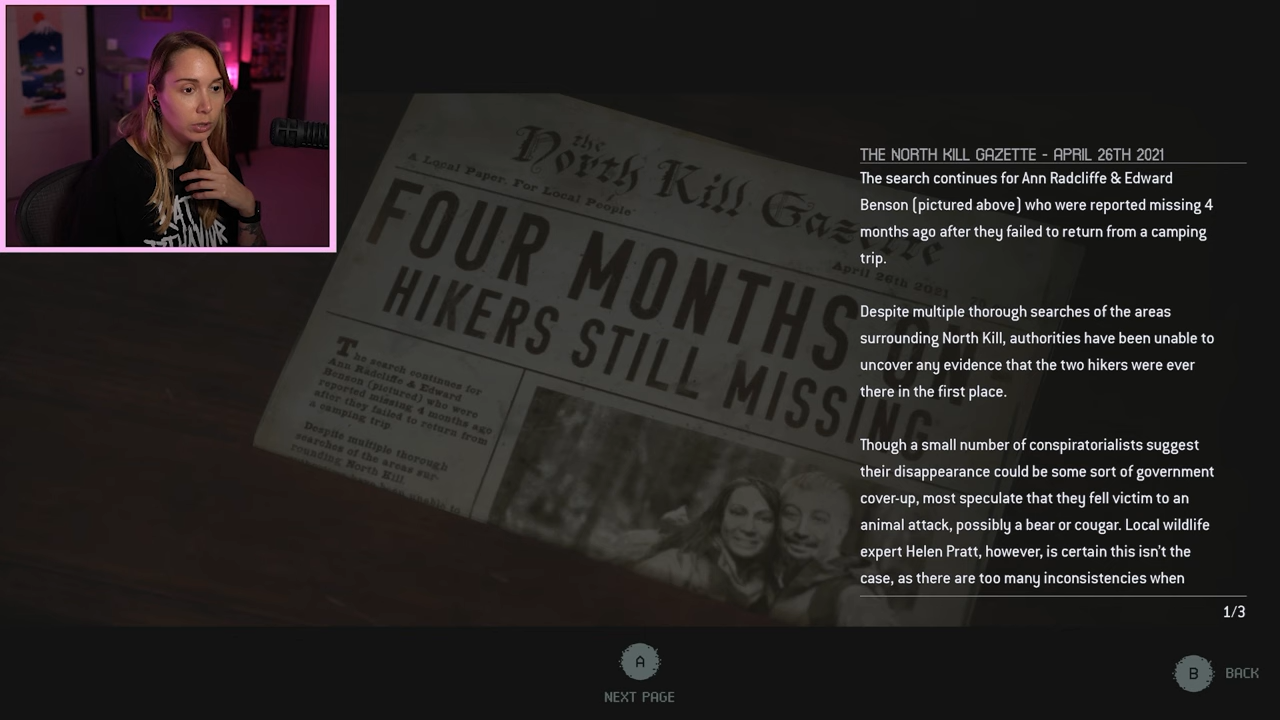 THE NORTH KILL GAZETTE - APRIL 26TH 2021
The search continues for Ann Radcliffe & Edward
Benson (pictured above) who were reported missing 4
months ago after they failed to return from a camping
trip.
Despite multiple thorough searches of the areas
surrounding North Kill, authorities have been unable to
uncover any evidence that the two hikers were ever
there in the first place.
Though a small number of conspiratorialists suggest
their disappearance could be some sort of government
cover-up, most speculate that they fell victim to an
animal attack, possibly a bear or cougar. Local wildlife
expert Helen Pratt, however, is certain this isn't the
case, as there are too many inconsistencies when
1/3
the
North Kill Gazette
A Local Paper, For Local People
April 26th 2021
FOUR MONTHS
HIKERS STILL MISSING
The search continues for
Ann Radcliffe & Edward
Benson (pictured) who were
reported missing 4 months ago
after they failed to return from
a camping trip
Despite multiple thorough
searches of the areas sur-
rounding North Kill
have been unable to
A
NEXT PAGE
B
BACK